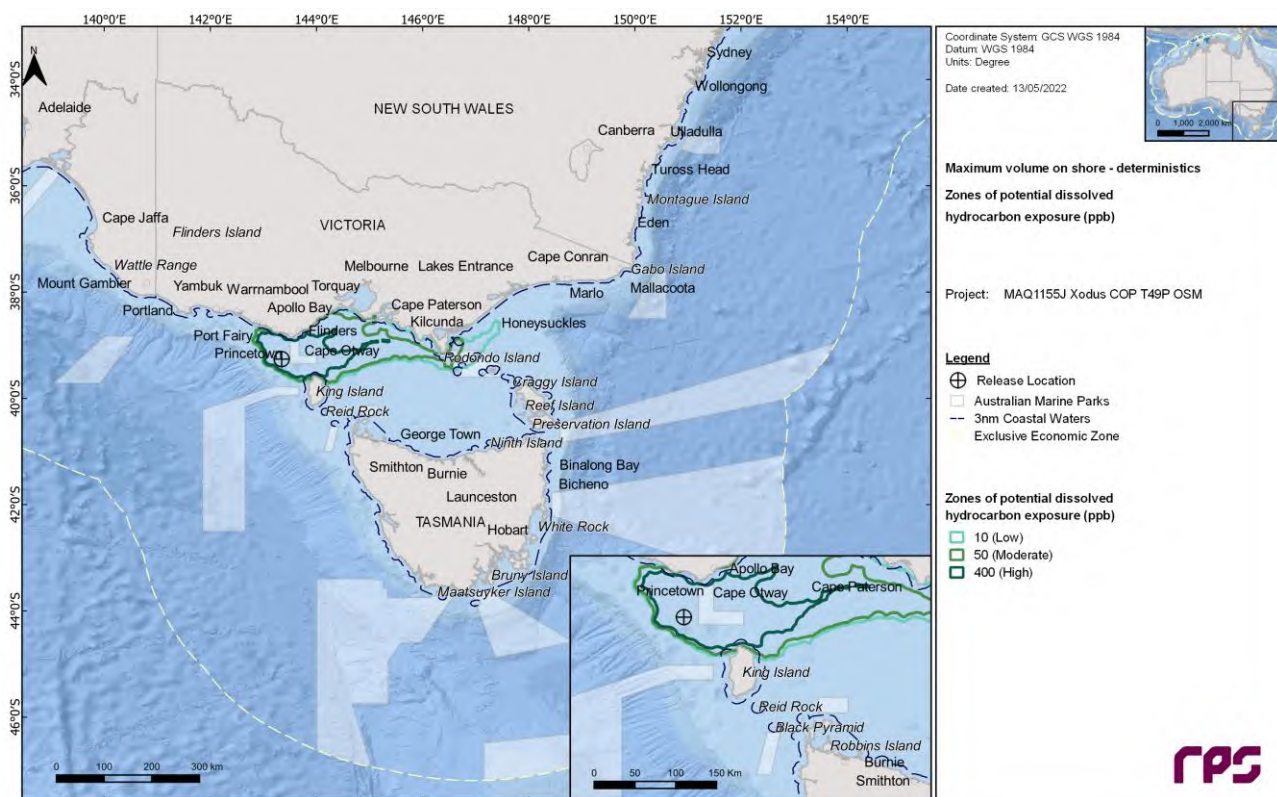 140°0'E 142°0'E 144°0'E 146°0'E 148°0'E 150°0'E 152°0'E 154°0'E
N
34°0'S
36°0'S
38°0'S
40°0'S
42°0'S
44°0'S
46°0'S
Sydney
Wollongong
Adelaide
NEW SOUTH WALES
Canberra
Ulladulla
Tuross Head
Montague Island
Cape Jaffa
Flinders Island
VICTORIA
Eden
Cape Conran
Wattle Range
Melbourne
Lakes Entrance
Gabo Island
Mount Gambier
Yambuk
Warrnambool
Torquay
Marlo
Mallacoota
Portland
Apollo Bay
Cape Paterson
Port Fairy
Flinders
Kilcunda
Honeysuckles
Princetown
Cape Otway
Rodondo Island
King Island
Craggy Island
Reid Rock
Reef Island
Preservation Island
George Town
Ninth Island
Smithton
Burnie
Binalong Bay
Launceston
Bicheno
TASMANIA
Hobart
White Rock
Bruny Island
Maatsuyker Island
0 100 200 300 km
Apollo Bay
Princetown
Cape Otway
Cape Paterson
King Island
Reid Rock
Black Pyramid
Robbins Island
Burnie
Smithton
0 50 100 150 Km
Coordinate System: GCS WGS 1984
Datum: WGS 1984
Units: Degree
Date created: 13/05/2022
0 1,000 2,000 km
Maximum volume on shore - deterministics
Zones of potential dissolved
hydrocarbon exposure (ppb)
Project: MAQ1155J Xodus COP T49P OSM
Legend
Release Location
Australian Marine Parks
3nm Coastal Waters
Exclusive Economic Zone
Zones of potential dissolved
hydrocarbon exposure (ppb)
10 (Low)
50 (Moderate)
400 (High)
rps